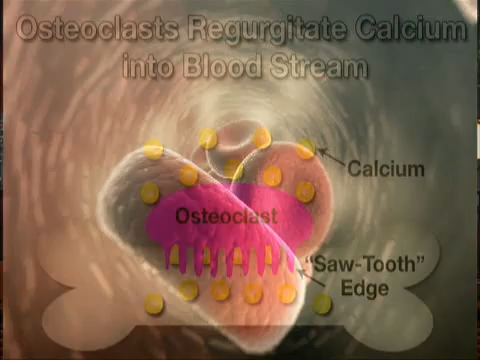 Osteoclasts Regurgitate Calcium
into Blood Stream
Calcium
Osteoclast
"Saw-Tooth"
Edge